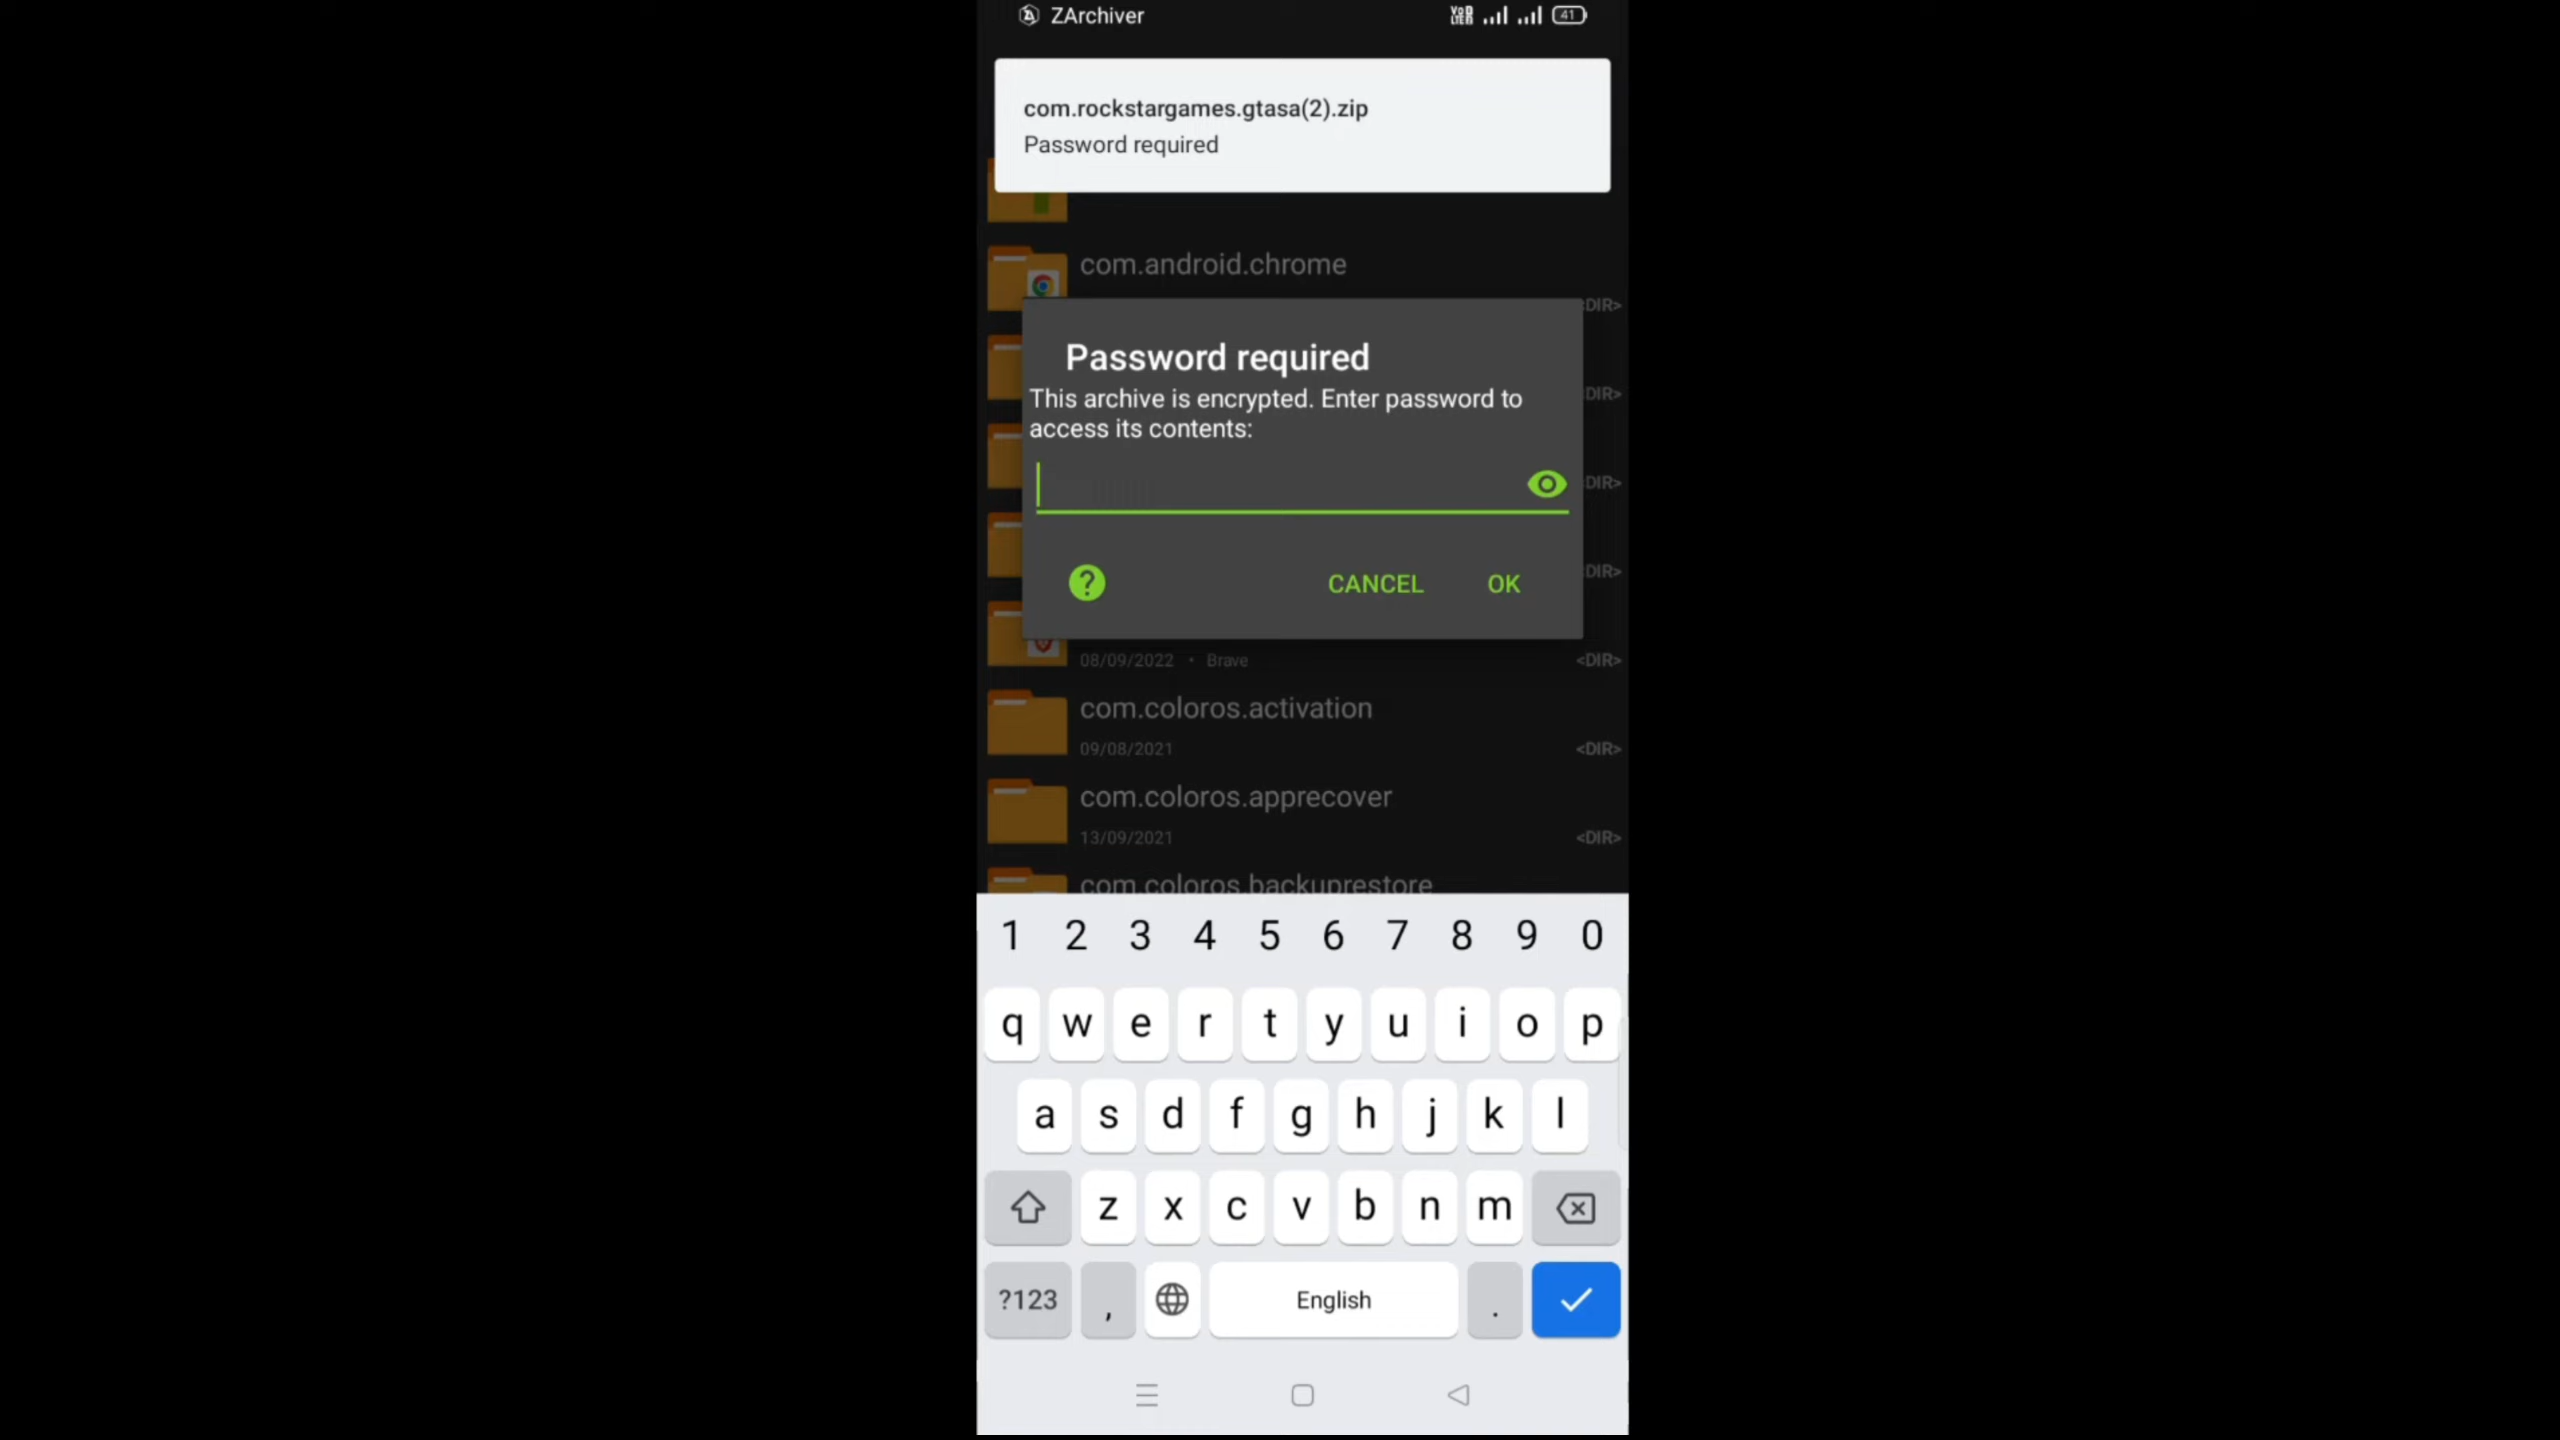 ZArchiver
VoD LTED 41
com.rockstargames.gtasa(2).zip
Password required
com.android.chrome
<DIR>
Password required
<DIR>
This archive is encrypted. Enter password to
access its contents:
<DIR>
<DIR>
CANCEL OK
08/09/2022 • Brave <DIR>
com.coloros.activation
09/08/2021 <DIR>
com.coloros.apprecover
13/09/2021 <DIR>
com.coloros.backuprestore
1 2 3 4 5 6 7 8 9 0
q w e r t y u i o p
a s d f g h j k l
z x c v b n m
?123 , English .